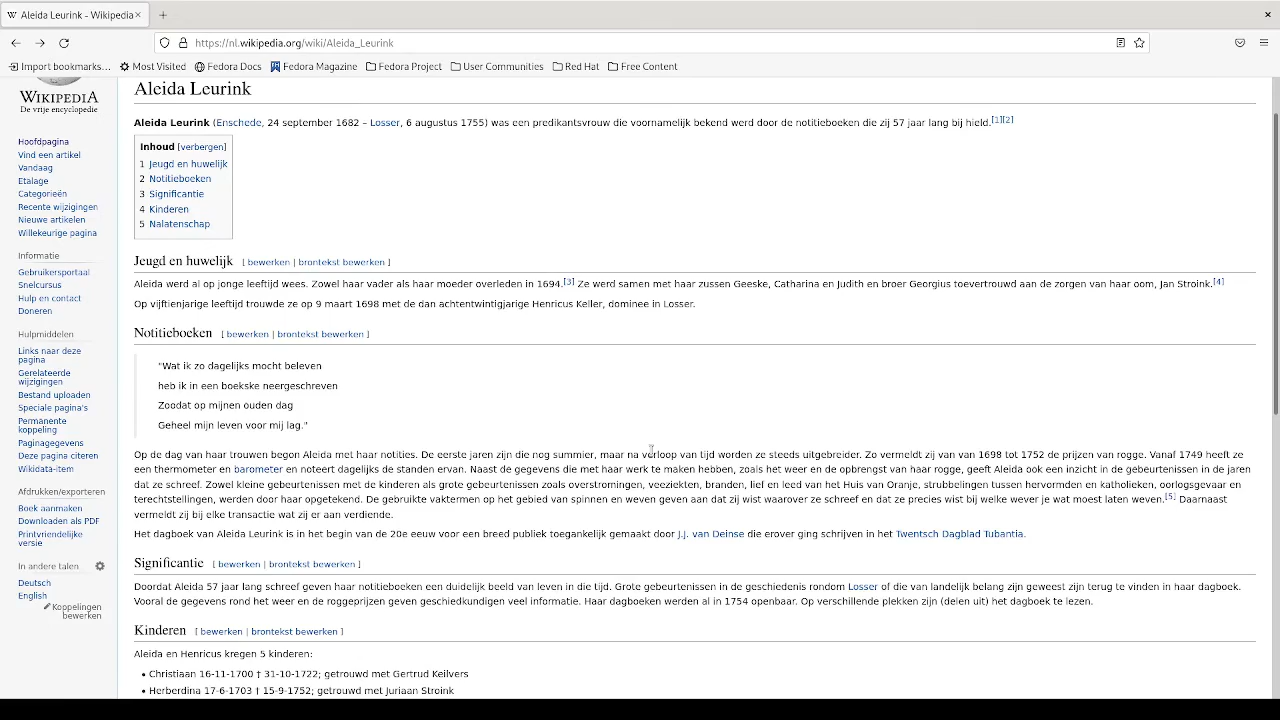 Aleida Leurink - Wikipedia
https://nl.wikipedia.org/wiki/Aleida_Leurink
Import bookmarks... Most Visited Fedora Docs Fedora Magazine Fedora Project User Communities Red Hat Free Content
WIKIPEDIA
De vrije encyclopedie
Hoofdpagina
Vind een artikel
Vandaag
Etalage
Categorieën
Recente wijzigingen
Nieuwe artikelen
Willekeurige pagina
Informatie
Gebruikersportaal
Snelcursus
Hulp en contact
Doneren
Hulpmiddelen
Links naar deze
pagina
Gerelateerde
wijzigingen
Bestand uploaden
Speciale pagina's
Permanente
koppeling
Paginagegevens
Deze pagina citeren
Wikidata-item
Afdrukken/exporteren
Boek aanmaken
Downloaden als PDF
Printvriendelijke
versie
In andere talen
Deutsch
English
Koppelingen
bewerken
Aleida Leurink
Aleida Leurink (Enschede, 24 september 1682 – Losser, 6 augustus 1755) was een predikantsvrouw die voornamelijk bekend werd door de notitieboeken die zij 57 jaar lang bij hield.[1][2]
Inhoud [verbergen]
1 Jeugd en huwelijk
2 Notitieboeken
3 Significantie
4 Kinderen
5 Nalatenschap
Jeugd en huwelijk [ bewerken | brontekst bewerken ]
Aleida werd al op jonge leeftijd wees. Zowel haar vader als haar moeder overleden in 1694.[3] Ze werd samen met haar zussen Geeske, Catharina en Judith en broer Georgius toevertrouwd aan de zorgen van haar oom, Jan Stroink.[4]
Op vijftienjarige leeftijd trouwde ze op 9 maart 1698 met de dan achtentwintigjarige Henricus Keller, dominee in Losser.
Notitieboeken [ bewerken | brontekst bewerken ]
"Wat ik zo dagelijks mocht beleven
heb ik in een boekske neergeschreven
Zoodat op mijnen ouden dag
Geheel mijn leven voor mij lag."
Op de dag van haar trouwen begon Aleida met haar notities. De eerste jaren zijn die nog summier, maar na verloop van tijd worden ze steeds uitgebreider. Zo vermeldt zij van van 1698 tot 1752 de prijzen van rogge. Vanaf 1749 heeft ze
een thermometer en barometer en noteert dagelijks de standen ervan. Naast de gegevens die met haar werk te maken hebben, zoals het weer en de opbrengst van haar rogge, geeft Aleida ook een inzicht in de gebeurtenissen in de jaren
dat ze schreef. Zowel kleine gebeurtenissen met de kinderen als grote gebeurtenissen zoals overstromingen, veeziekten, branden, lief en leed van het Huis van Oranje, strubbelingen tussen hervormden en katholieken, oorlogsgevaar en
terechtstellingen, werden door haar opgetekend. De gebruikte vaktermen op het gebied van spinnen en weven geven aan dat zij wist waarover ze schreef en dat ze precies wist bij welke wever je wat moest laten weven.[5] Daarnaast
vermeldt zij bij elke transactie wat zij er aan verdiende.
Het dagboek van Aleida Leurink is in het begin van de 20e eeuw voor een breed publiek toegankelijk gemaakt door J.J. van Deinse die erover ging schrijven in het Twentsch Dagblad Tubantia.
Significantie [ bewerken | brontekst bewerken ]
Doordat Aleida 57 jaar lang schreef geven haar notitieboeken een duidelijk beeld van leven in die tijd. Grote gebeurtenissen in de geschiedenis rondom Losser of die van landelijk belang zijn geweest zijn terug te vinden in haar dagboek.
Vooral de gegevens rond het weer en de roggeprijzen geven geschiedkundigen veel informatie. Haar dagboeken werden al in 1754 openbaar. Op verschillende plekken zijn (delen uit) het dagboek te lezen.
Kinderen [ bewerken | brontekst bewerken ]
Aleida en Henricus kregen 5 kinderen:
• Christiaan 16-11-1700 † 31-10-1722; getrouwd met Gertrud Keilvers
• Herberdina 17-6-1703 † 15-9-1752; getrouwd met Juriaan Stroink